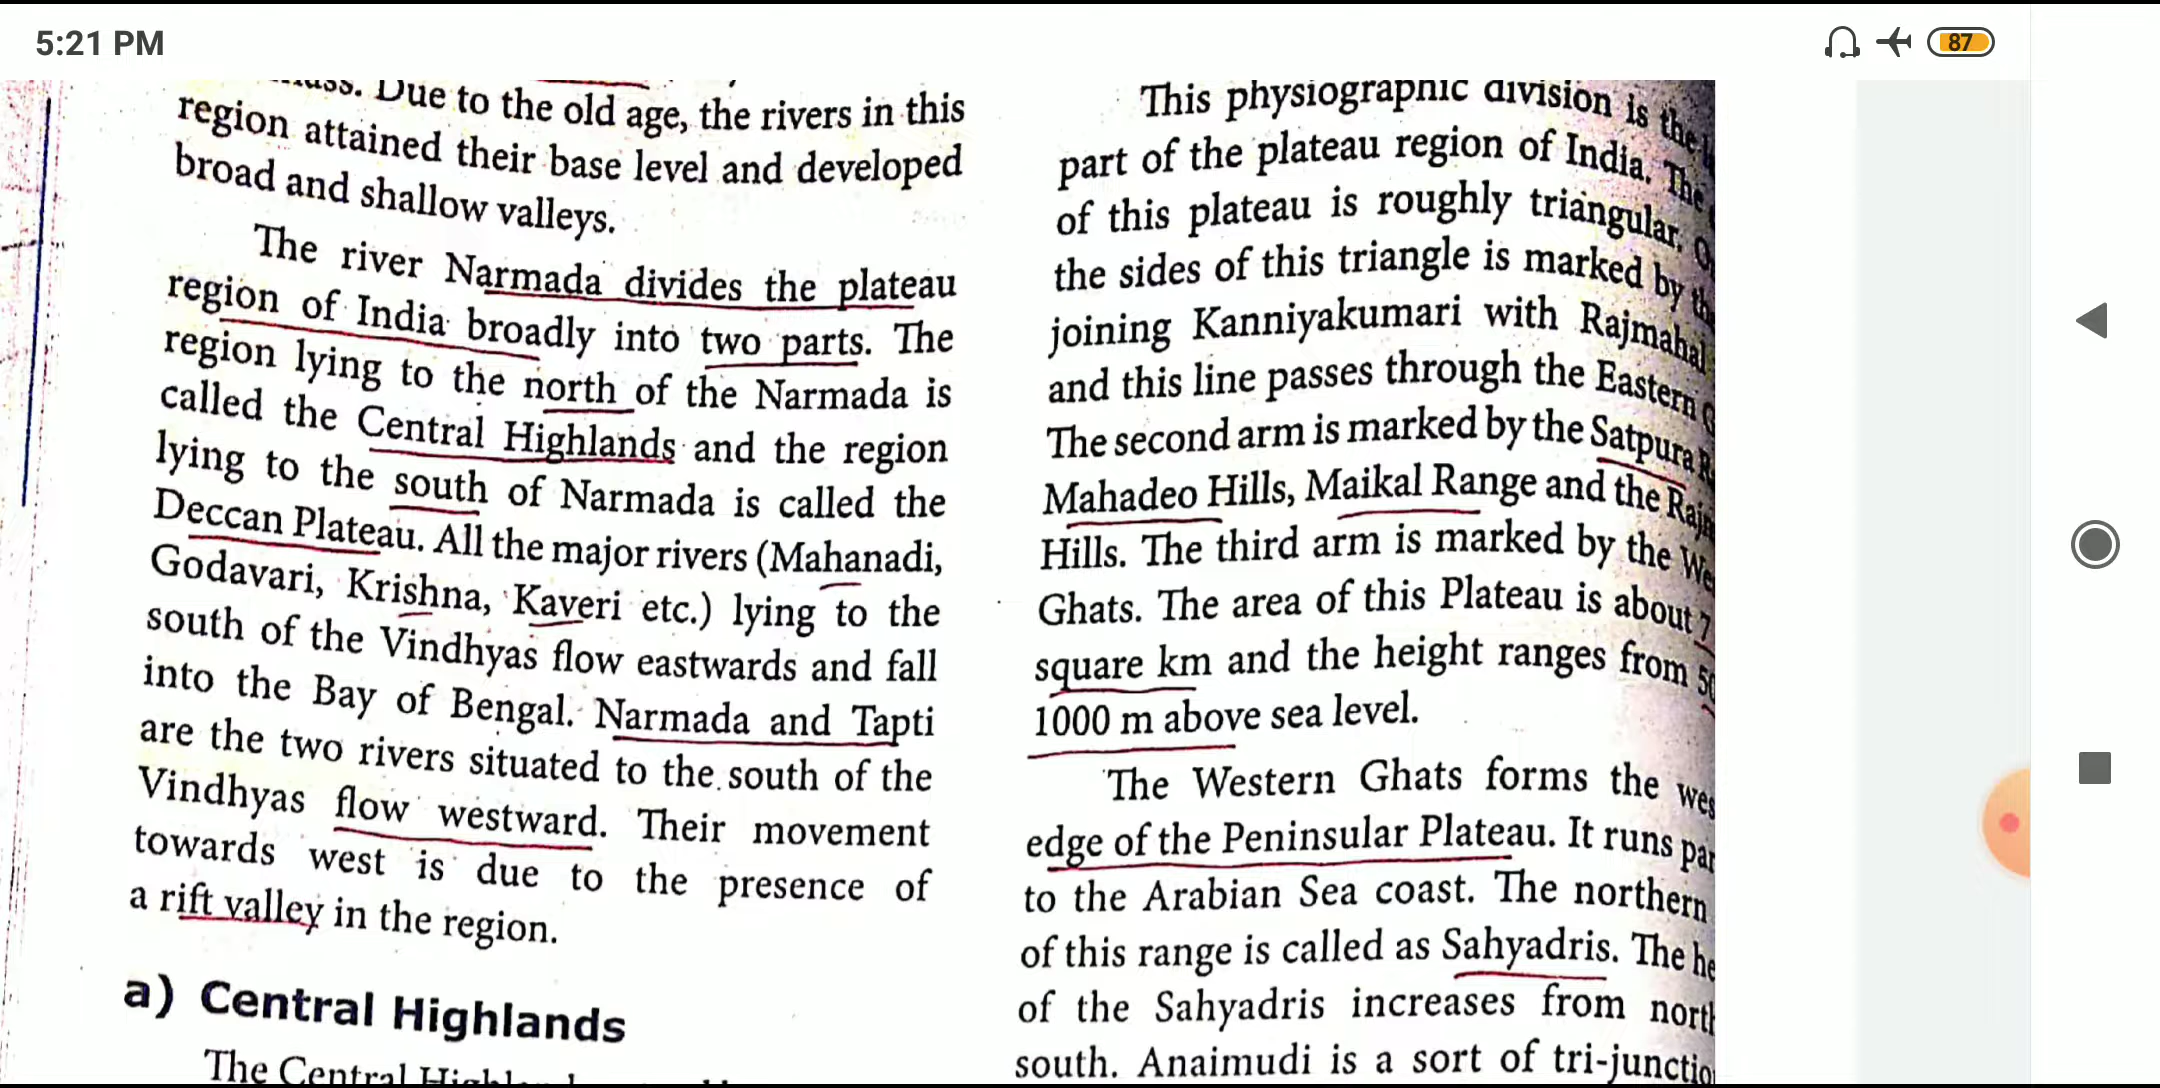 5:21 PM
87
Due to the old age, the rivers in this
region attained their base level and developed
broad and shallow valleys.
The river Narmada divides the plateau
region of India broadly into two parts. The
region lying to the north of the Narmada is
called the Central Highlands and the region
lying to the south of Narmada is called the
Deccan Plateau. All the major rivers (Mahanadi,
Godavari, Krishna, Kaveri etc.) lying to the
south of the Vindhyas flow eastwards and fall
into the Bay of Bengal. Narmada and Tapti
are the two rivers situated to the south of the
Vindhyas flow westward. Their movement
towards west is due to the presence of
a rift valley in the region.
a) Central Highlands
The Central
This physiographic division is the
part of the plateau region of India. The
of this plateau is roughly triangular.
the sides of this triangle is marked by
joining Kanniyakumari with Rajmahal
and this line passes through the Eastern
The second arm is marked by the Satpura
Mahadeo Hills, Maikal Range and the
Hills. The third arm is marked by the
Ghats. The area of this Plateau is about 7
square km and the height ranges from
1000 m above sea level.
The Western Ghats forms the
edge of the Peninsular Plateau. It runs
to the Arabian Sea coast. The northern
of this range is called as Sahyadris. The
of the Sahyadris increases from
south. Anaimudi is a sort of